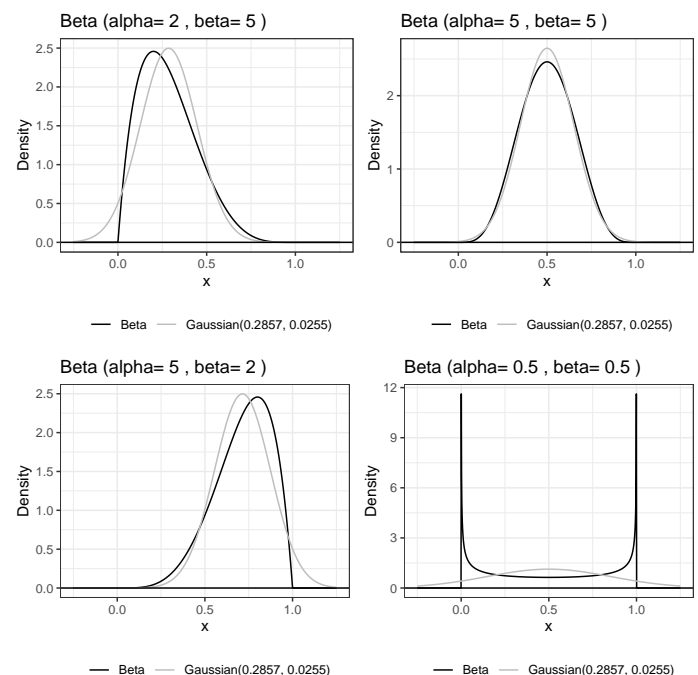 Beta (alpha= 2 , beta= 5 )
2.5
2.0
1.5
1.0
0.5
0.0
Density
0.0 0.5 1.0
x
Beta Gaussian(0.2857, 0.0255)
Beta (alpha= 5 , beta= 5 )
2
1
0
Density
0.0 0.5 1.0
x
Beta Gaussian(0.2857, 0.0255)
Beta (alpha= 5 , beta= 2 )
2.5
2.0
1.5
1.0
0.5
0.0
Density
0.0 0.5 1.0
x
Beta Gaussian(0.2857, 0.0255)
Beta (alpha= 0.5 , beta= 0.5 )
12
9
6
3
0
Density
0.0 0.5 1.0
x
Beta Gaussian(0.2857, 0.0255)